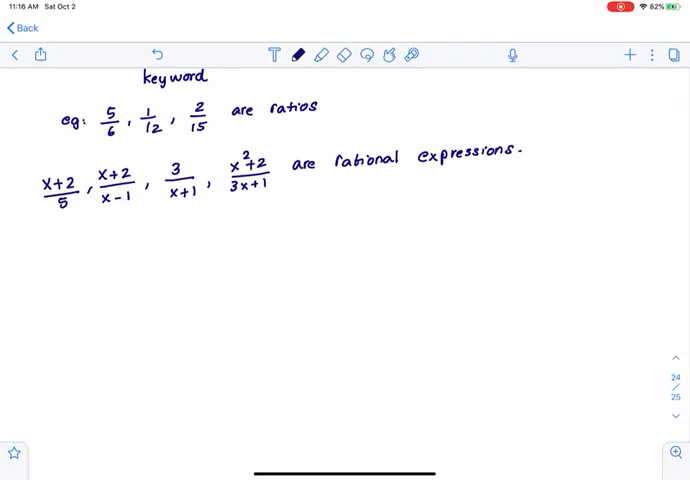 11:16 AM Sat Oct 2 82%
Back
T
keyword
eg: 5/6, 1/12, 2/15 are ratios
x+2/5, x+2/x-1, 3/x+1, x²+2/3x+1 are rational expressions.
24
/
25